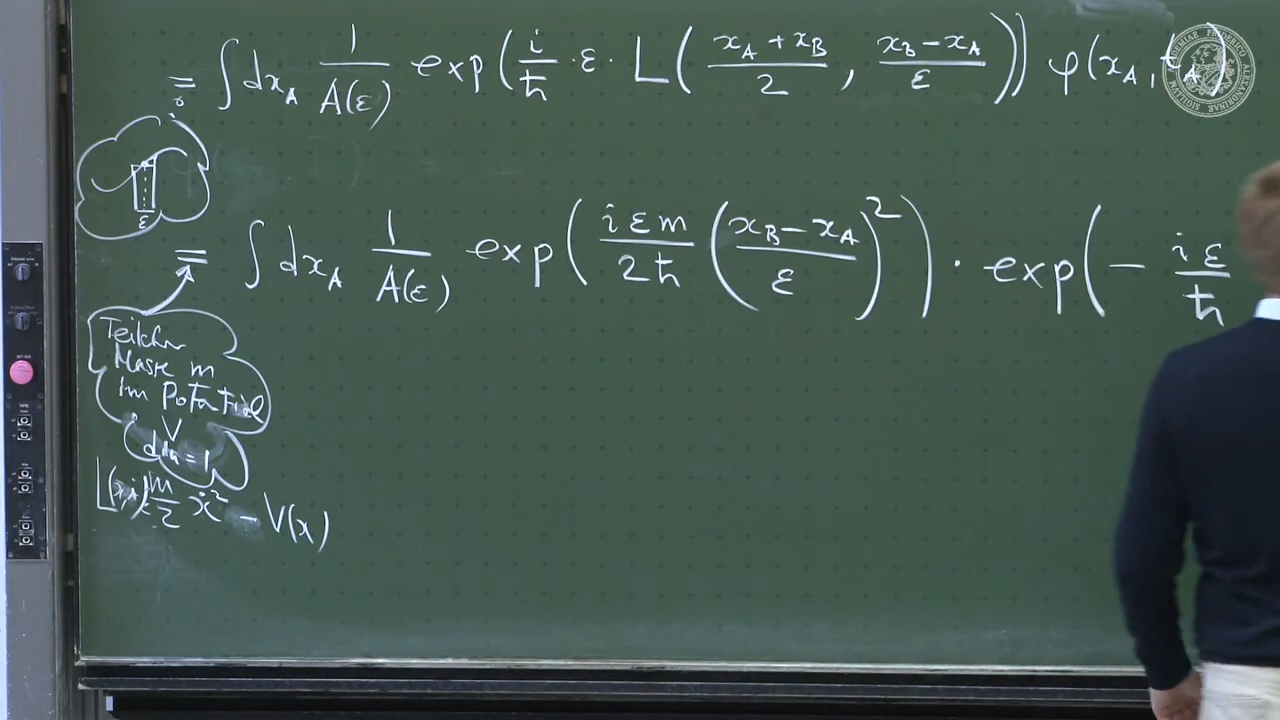 = ∫ dx_A 1/A(ε) exp(i/ħ · ε · L((x_A + x_B)/2, (x_B − x_A)/ε)) φ(x_A, t_A)
ε
= ∫ dx_A 1/A(ε) exp(iεm/2ħ ((x_B − x_A)/ε)²) · exp(− iε/ħ
Teilchen
Masse m
im Potential
V
dim = 1
L(x, ẋ) = m/2 ẋ² − V(x)